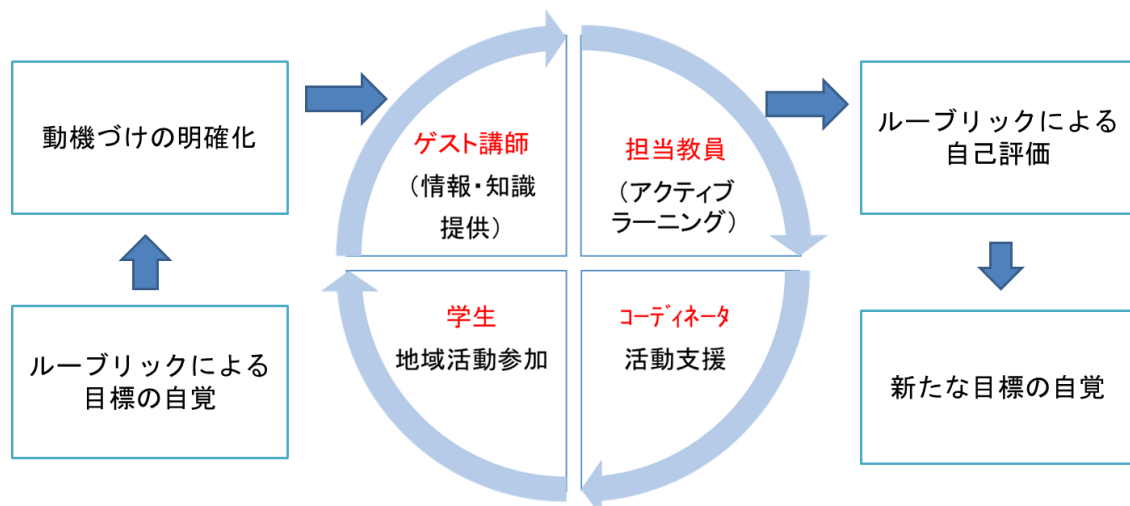 動機づけの明確化
ルーブリックによる
目標の自覚
ゲスト講師
（情報・知識
提供）
担当教員
（アクティブ
ラーニング）
学生
地域活動参加
ｺｰﾃﾞｨﾈｰﾀ
活動支援
ルーブリックによる
自己評価
新たな目標の自覚